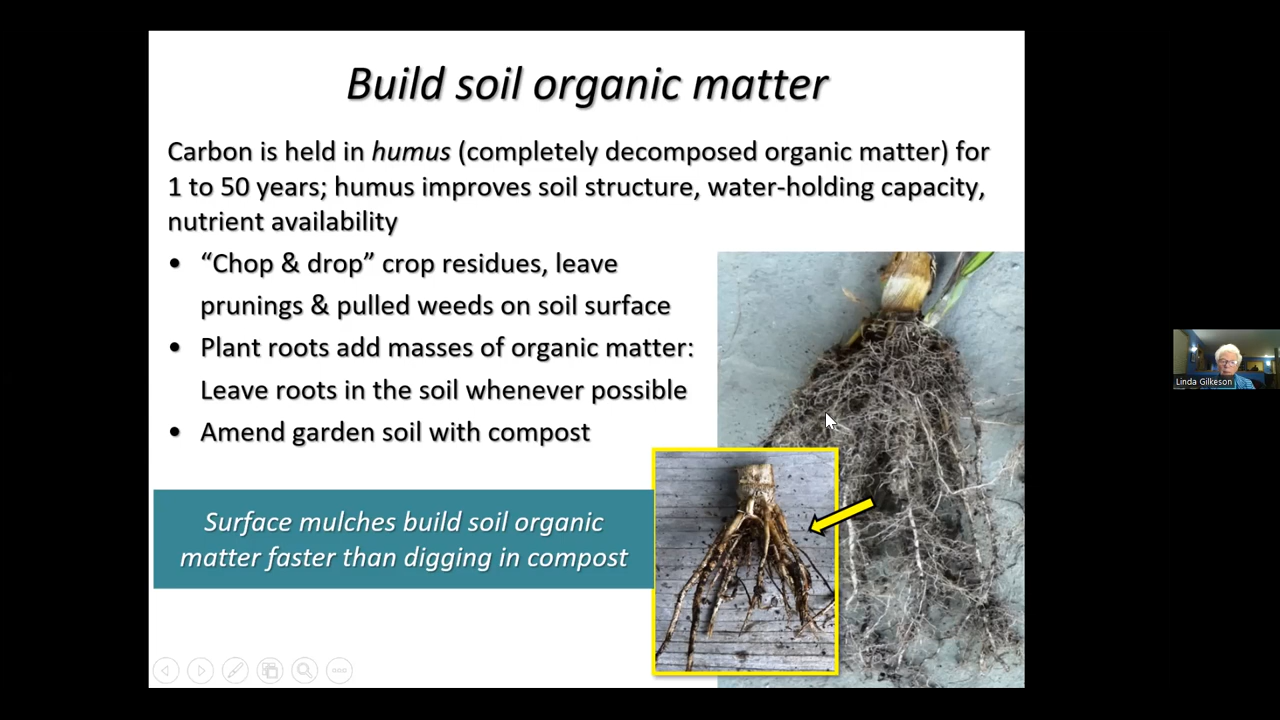 Build soil organic matter
Carbon is held in humus (completely decomposed organic matter) for
1 to 50 years; humus improves soil structure, water-holding capacity,
nutrient availability
• “Chop & drop” crop residues, leave
prunings & pulled weeds on soil surface
• Plant roots add masses of organic matter:
Leave roots in the soil whenever possible
• Amend garden soil with compost
Surface mulches build soil organic
matter faster than digging in compost
Linda Gilkeson